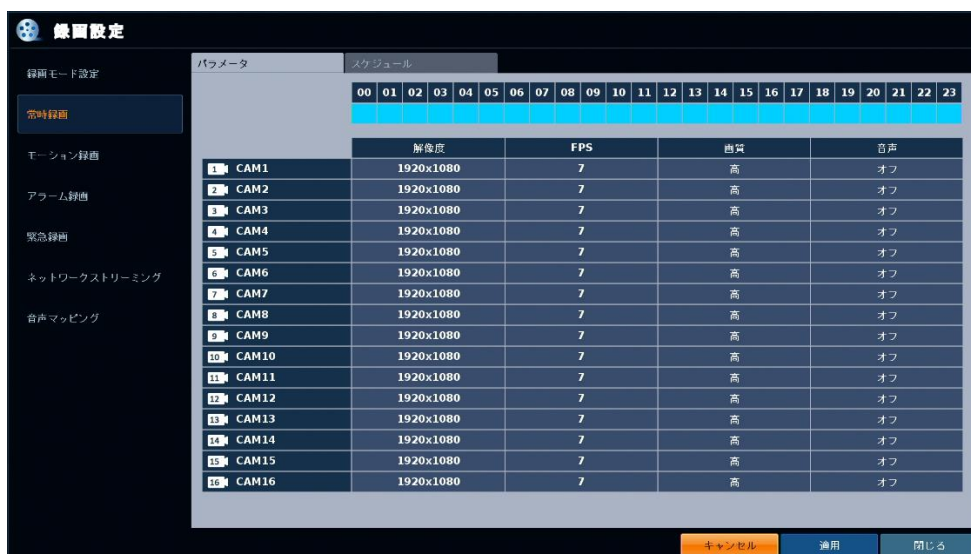 録画設定
パラメータ スケジュール
録画モード設定
常時録画
モーション録画
アラーム録画
緊急録画
ネットワークストリーミング
音声マッピング
00 01 02 03 04 05 06 07 08 09 10 11 12 13 14 15 16 17 18 19 20 21 22 23
解像度 FPS 画質 音声
1 CAM1 1920x1080 7 高 オフ
2 CAM2 1920x1080 7 高 オフ
3 CAM3 1920x1080 7 高 オフ
4 CAM4 1920x1080 7 高 オフ
5 CAM5 1920x1080 7 高 オフ
6 CAM6 1920x1080 7 高 オフ
7 CAM7 1920x1080 7 高 オフ
8 CAM8 1920x1080 7 高 オフ
9 CAM9 1920x1080 7 高 オフ
10 CAM10 1920x1080 7 高 オフ
11 CAM11 1920x1080 7 高 オフ
12 CAM12 1920x1080 7 高 オフ
13 CAM13 1920x1080 7 高 オフ
14 CAM14 1920x1080 7 高 オフ
15 CAM15 1920x1080 7 高 オフ
16 CAM16 1920x1080 7 高 オフ
キャンセル 適用 閉じる